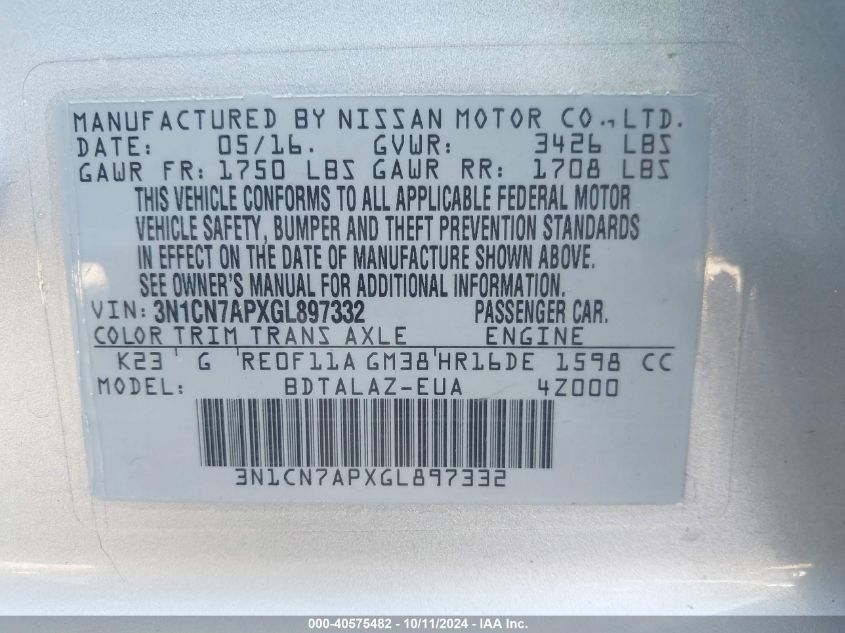 MANUFACTURED BY NISSAN MOTOR CO., LTD.
DATE: 05/16. GVWR: 3426 LBS
GAWR FR: 1750 LBS GAWR RR: 1708 LBS
THIS VEHICLE CONFORMS TO ALL APPLICABLE FEDERAL MOTOR
VEHICLE SAFETY, BUMPER AND THEFT PREVENTION STANDARDS
IN EFFECT ON THE DATE OF MANUFACTURE SHOWN ABOVE.
SEE OWNER'S MANUAL FOR ADDITIONAL INFORMATION.
VIN: 3N1CN7APXGL897332 PASSENGER CAR.
COLOR TRIM TRANS AXLE ENGINE
K23 ' G 'RE0F11A GM38'HR16DE 1598 CC
MODEL: BDTALAZ-EUA 4Z000
3N1CN7APXGL897332
000-40575482 - 10/11/2024 - IAA Inc.